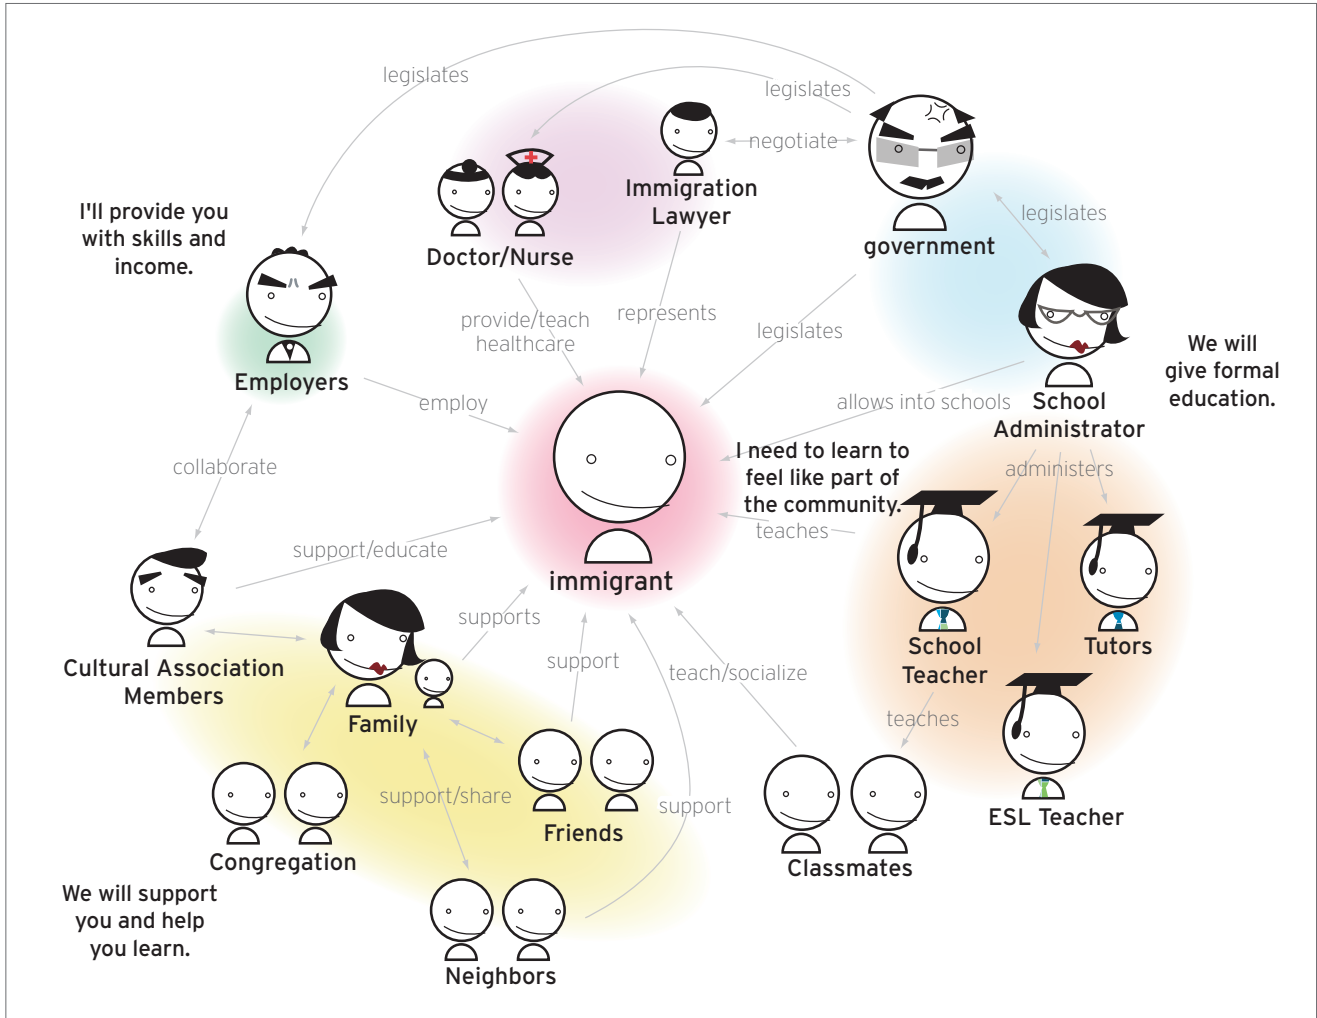 legislates
legislates
negotiate
Immigration
Lawyer
I'll provide you
with skills and
income.
Doctor/Nurse
government
legislates
provide/teach
healthcare
represents
legislates
Employers
We will
give formal
education.
employ
allows into schools
School
Administrator
I need to learn to
feel like part of
the community.
administers
collaborate
teaches
support/educate
immigrant
supports
Cultural Association
Members
School
Teacher
Tutors
support
teach/socialize
Family
teaches
support/share
support
Friends
ESL Teacher
Congregation
Classmates
We will support
you and help
you learn.
Neighbors